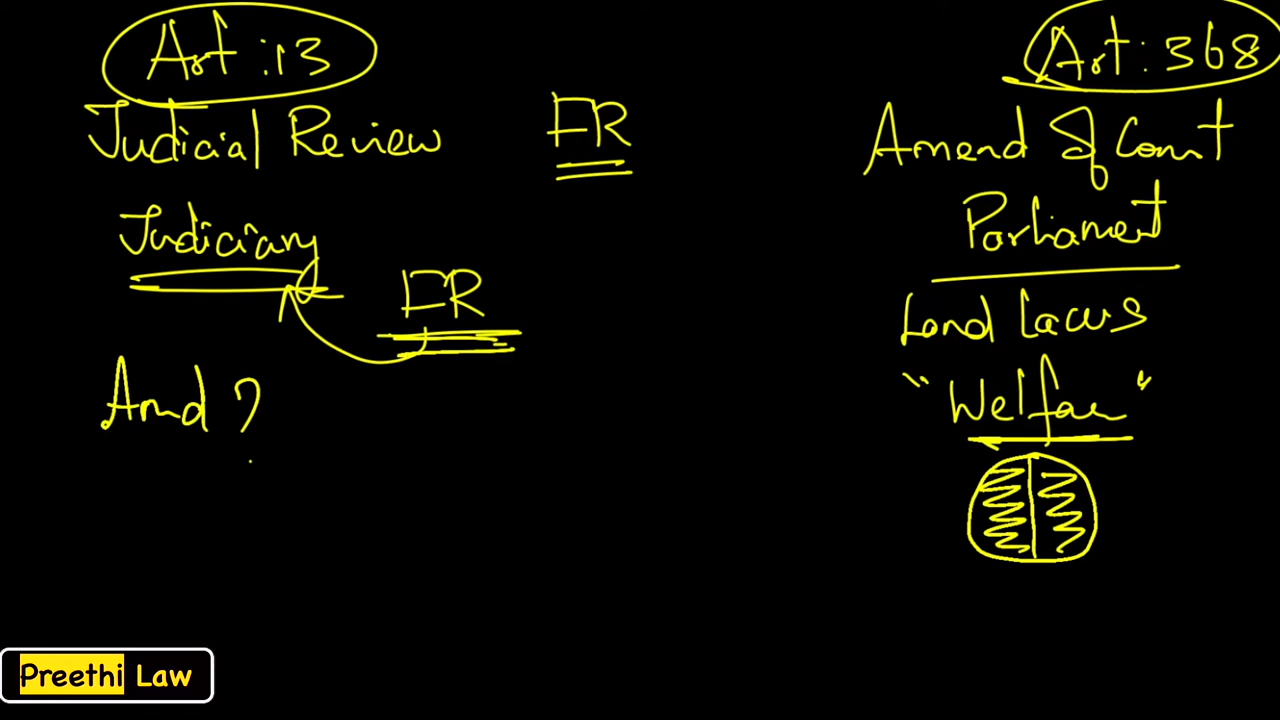 Art : 13
Judicial Review FR
Judiciary
FR
Amd ?
Art : 368
Amend of Const
Parliament
Land Laws
"Welfare"
Preethi Law